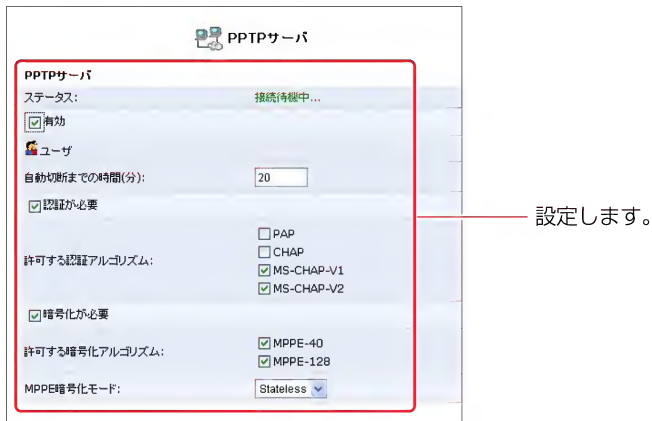 PPTPサーバ
PPTPサーバ
ステータス: 接続待機中...
有効
ユーザ
自動切断までの時間(分): 20
認証が必要
許可する認証アルゴリズム:
PAP
CHAP
MS-CHAP-V1
MS-CHAP-V2
暗号化が必要
許可する暗号化アルゴリズム:
MPPE-40
MPPE-128
MPPE暗号化モード: Stateless
設定します。